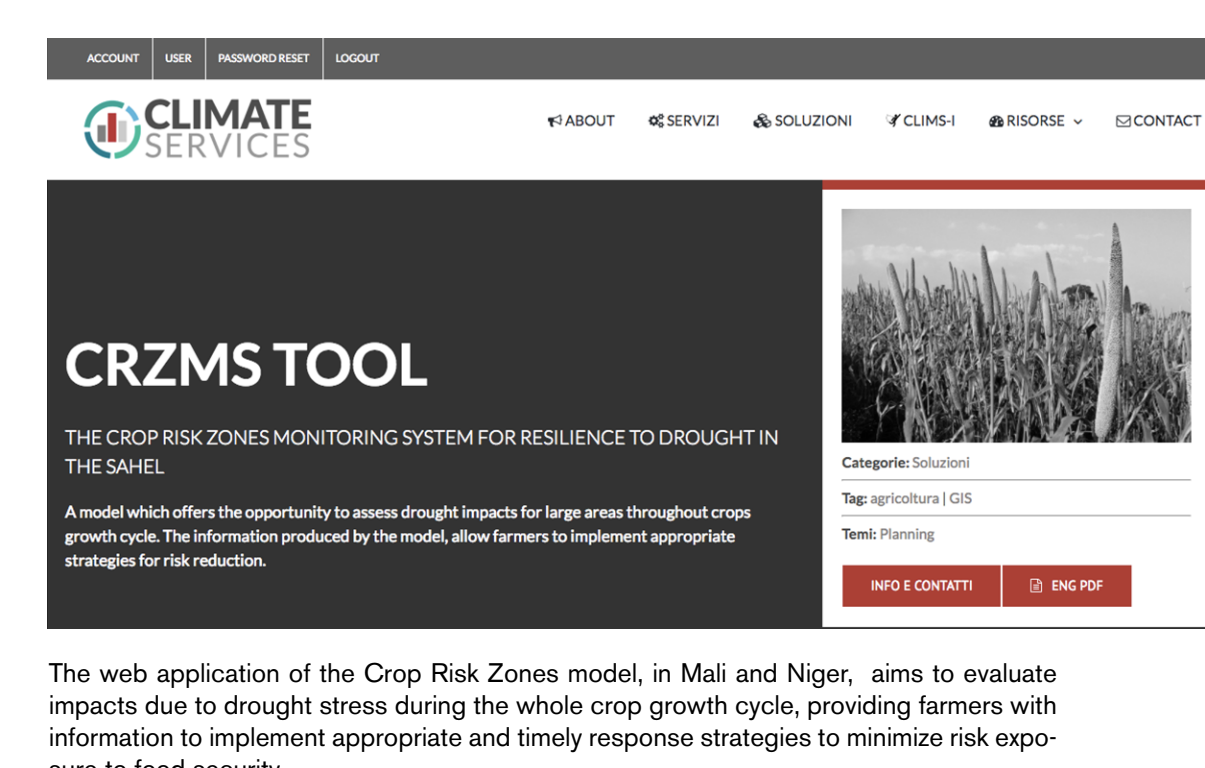 ACCOUNT USER PASSWORD RESET LOGOUT
CLIMATE
SERVICES
ABOUT SERVIZI SOLUZIONI CLIMS-I RISORSE CONTACT
CRZMS TOOL
THE CROP RISK ZONES MONITORING SYSTEM FOR RESILIENCE TO DROUGHT IN
THE SAHEL
A model which offers the opportunity to assess drought impacts for large areas throughout crops
growth cycle. The information produced by the model, allow farmers to implement appropriate
strategies for risk reduction.
Categorie: Soluzioni
Tag: agricoltura | GIS
Temi: Planning
INFO E CONTATTI ENG PDF
The web application of the Crop Risk Zones model, in Mali and Niger, aims to evaluate
impacts due to drought stress during the whole crop growth cycle, providing farmers with
information to implement appropriate and timely response strategies to minimize risk expo-
sure to food security